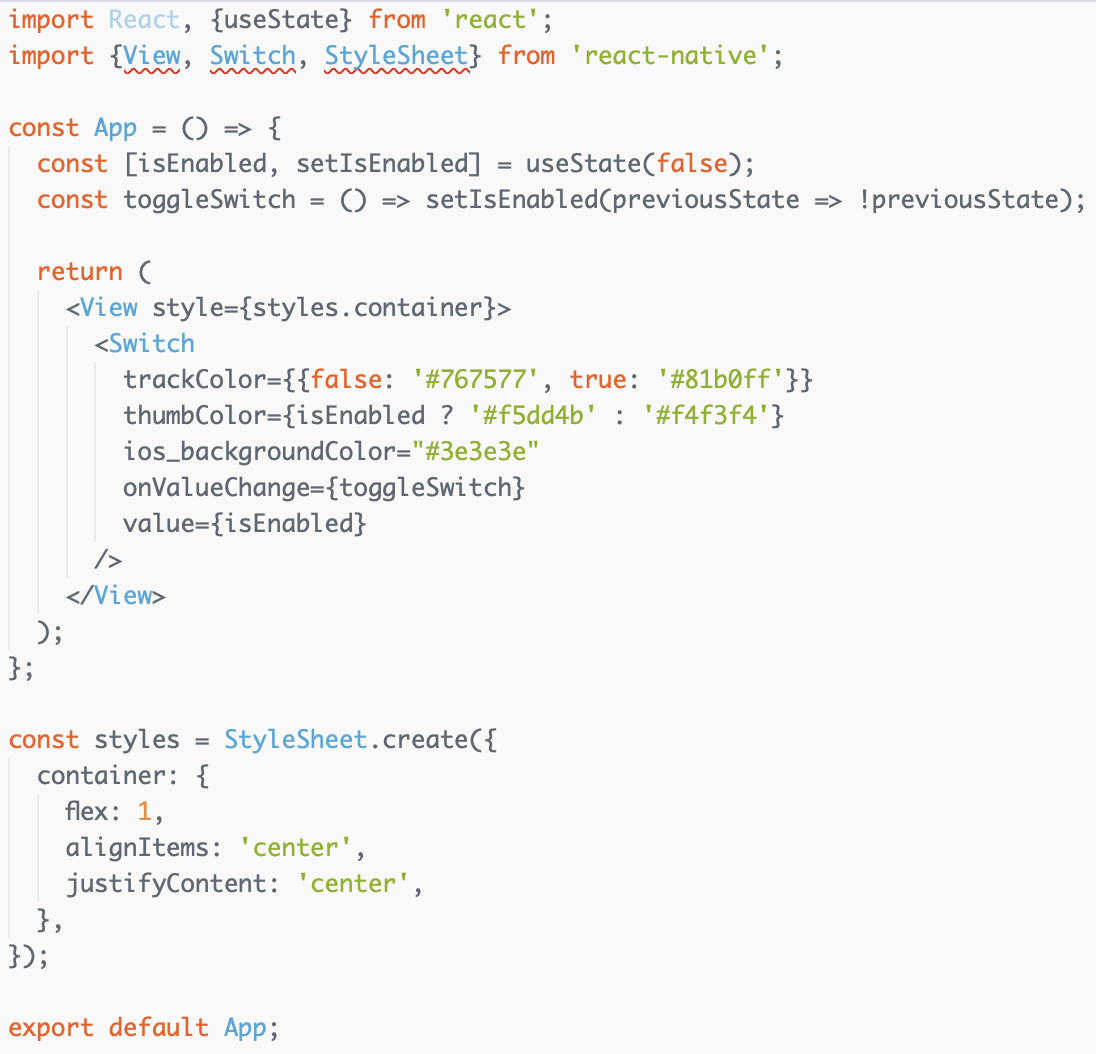 import React, {useState} from 'react';
import {View, Switch, StyleSheet} from 'react-native';

const App = () => {
  const [isEnabled, setIsEnabled] = useState(false);
  const toggleSwitch = () => setIsEnabled(previousState => !previousState);

  return (
    <View style={styles.container}>
      <Switch
        trackColor={{false: '#767577', true: '#81b0ff'}}
        thumbColor={isEnabled ? '#f5dd4b' : '#f4f3f4'}
        ios_backgroundColor="#3e3e3e"
        onValueChange={toggleSwitch}
        value={isEnabled}
      />
    </View>
  );
};

const styles = StyleSheet.create({
  container: {
    flex: 1,
    alignItems: 'center',
    justifyContent: 'center',
  },
});

export default App;